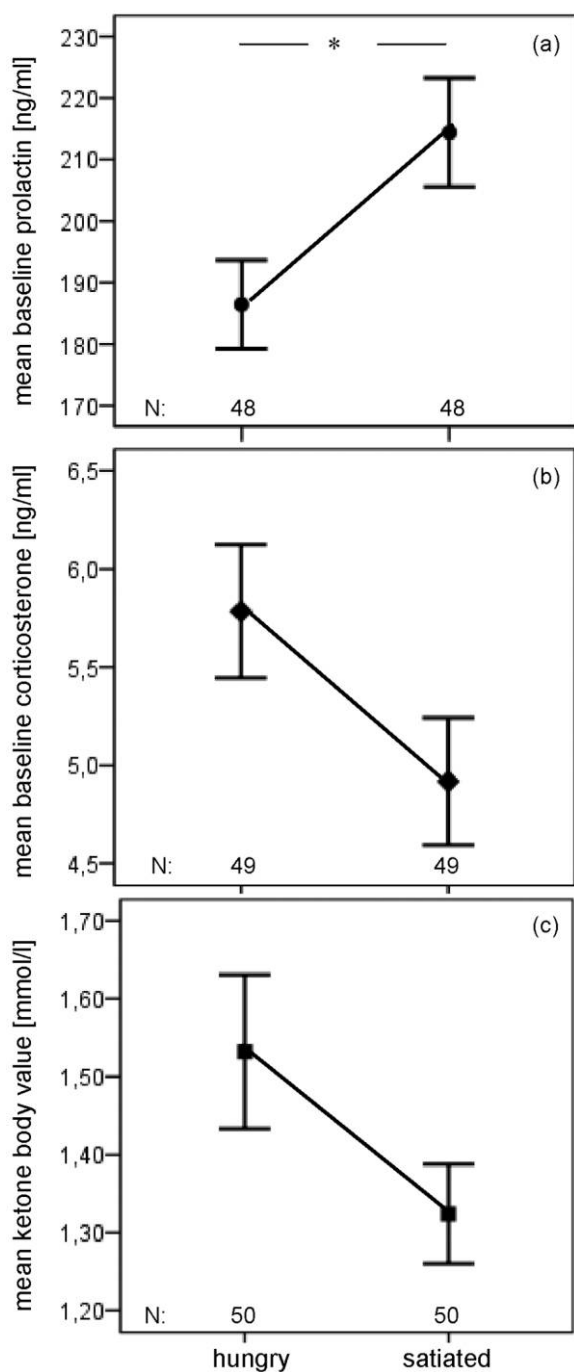 mean baseline prolactin [ng/ml]
230
220
210
200
190
180
170
*
(a)
N: 48 48
mean baseline corticosterone [ng/ml]
6,5
6,0
5,5
5,0
4,5
(b)
N: 49 49
mean ketone body value [mmol/l]
1,70
1,60
1,50
1,40
1,30
1,20
(c)
N: 50 50
hungry satiated